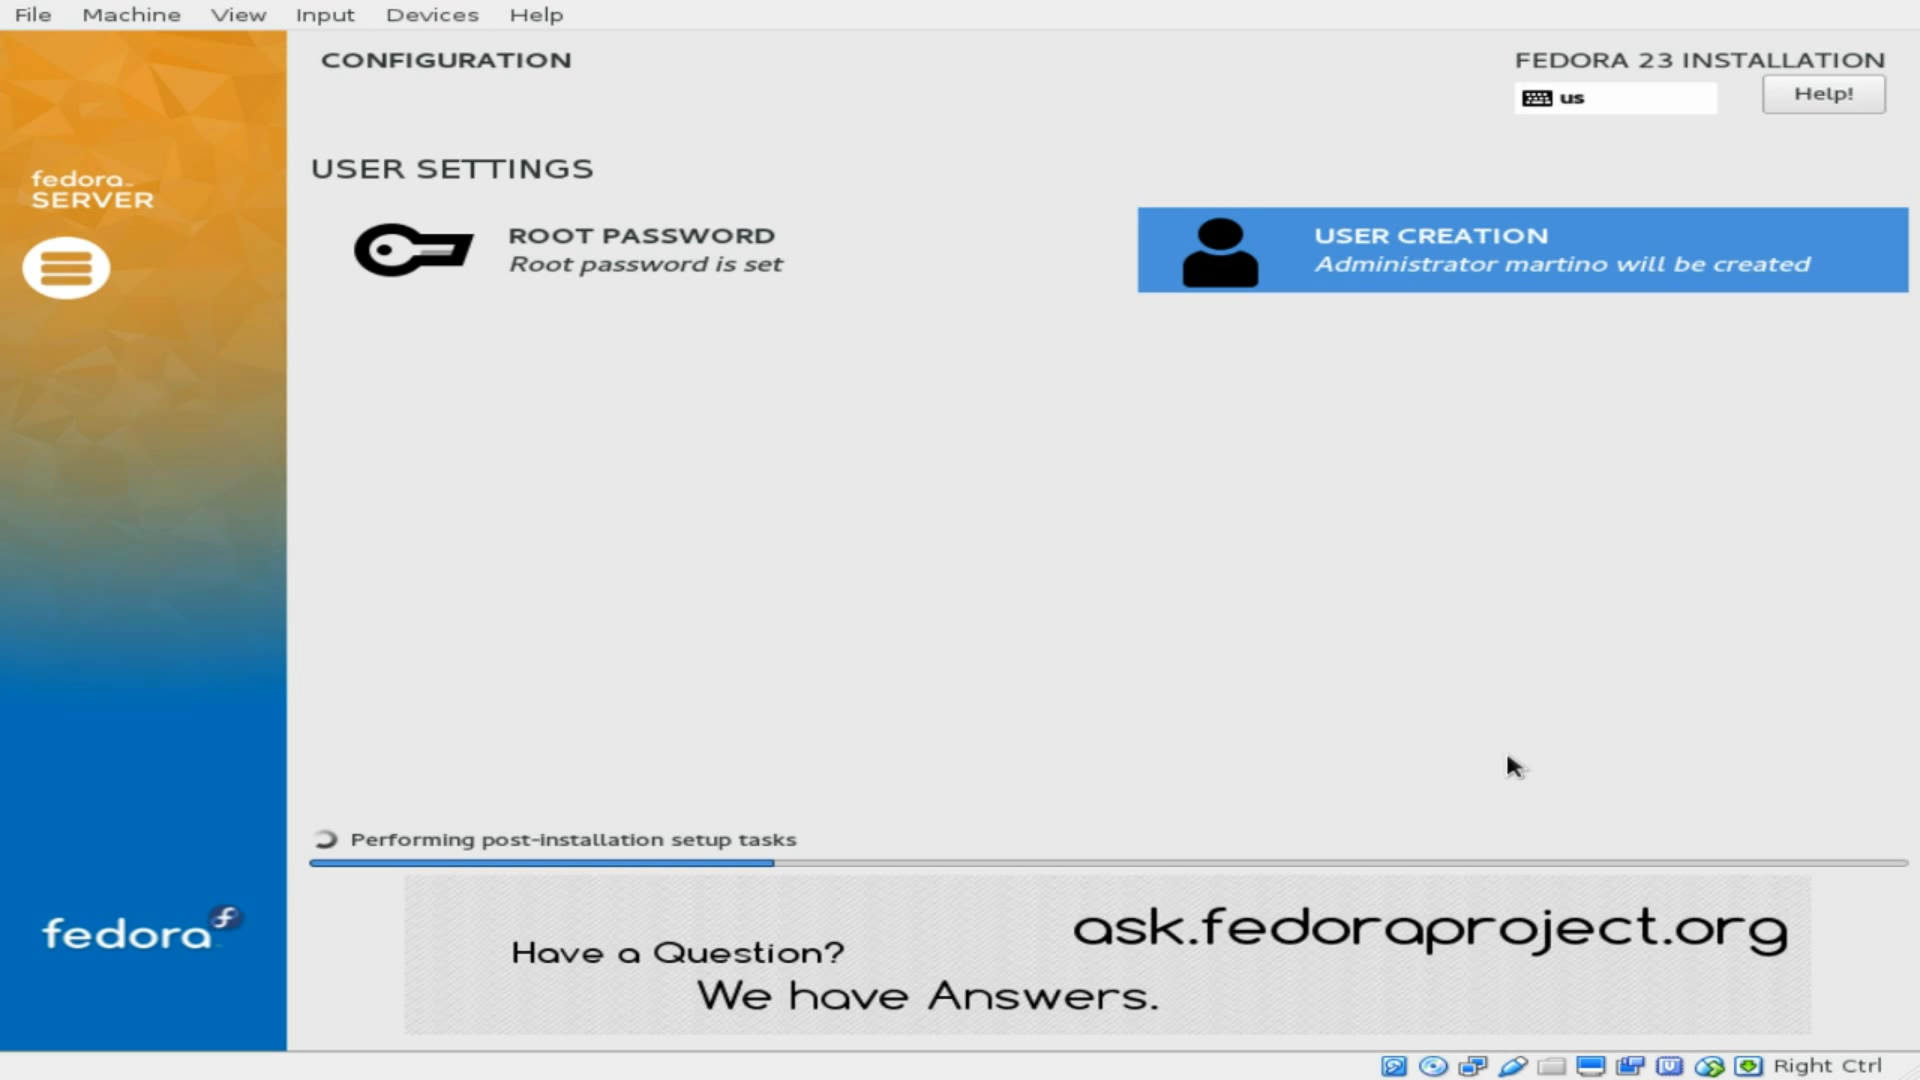 File Machine View Input Devices Help
CONFIGURATION
FEDORA 23 INSTALLATION
us
Help!
fedora
SERVER
USER SETTINGS
ROOT PASSWORD
Root password is set
USER CREATION
Administrator martino will be created
Performing post-installation setup tasks
fedora
ask.fedoraproject.org
Have a Question?
We have Answers.
Right Ctrl